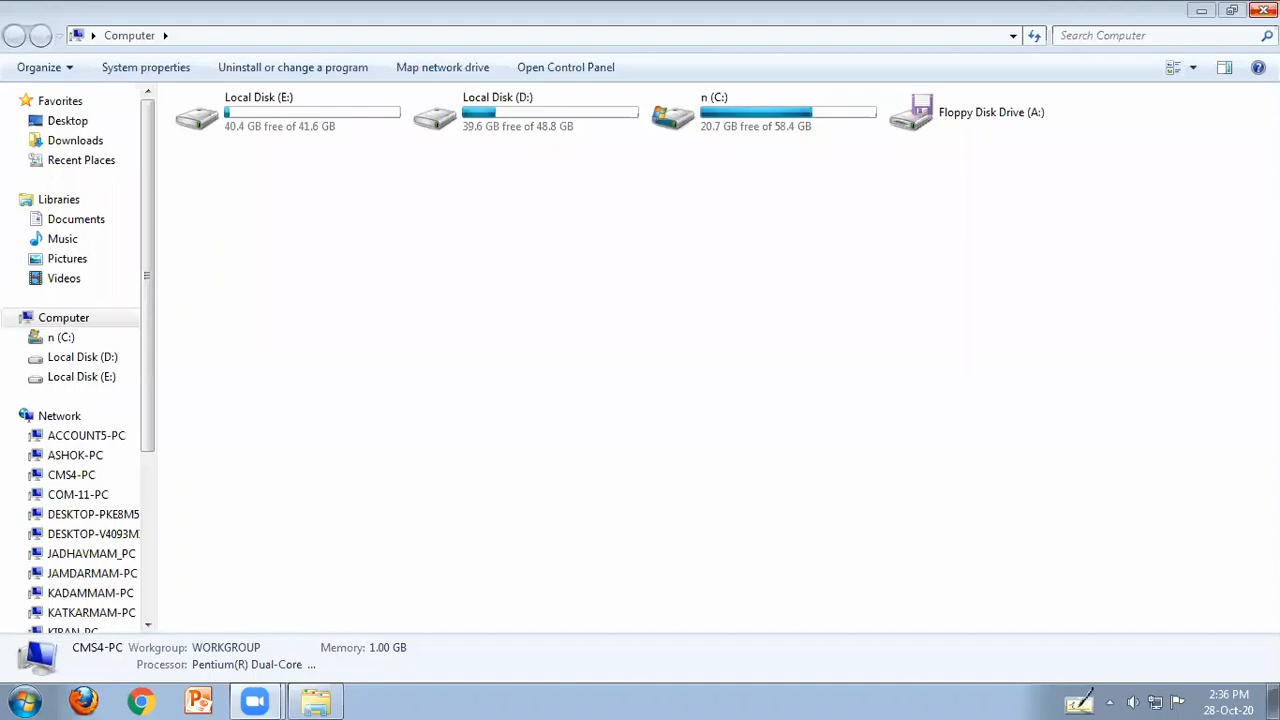 Computer
Search Computer
Organize
System properties
Uninstall or change a program
Map network drive
Open Control Panel
Favorites
Desktop
Downloads
Recent Places
Libraries
Documents
Music
Pictures
Videos
Computer
n (C:)
Local Disk (D:)
Local Disk (E:)
Network
ACCOUNT5-PC
ASHOK-PC
CMS4-PC
COM-11-PC
DESKTOP-PKE8M5
DESKTOP-V4093M
JADHAVMAM_PC
JAMDARMAM-PC
KADAMMAM-PC
KATKARMAM-PC
KIRAN-PC
Local Disk (E:)
40.4 GB free of 41.6 GB
Local Disk (D:)
39.6 GB free of 48.8 GB
n (C:)
20.7 GB free of 58.4 GB
Floppy Disk Drive (A:)
CMS4-PC Workgroup: WORKGROUP Memory: 1.00 GB
Processor: Pentium(R) Dual-Core ...
2:36 PM
28-Oct-20